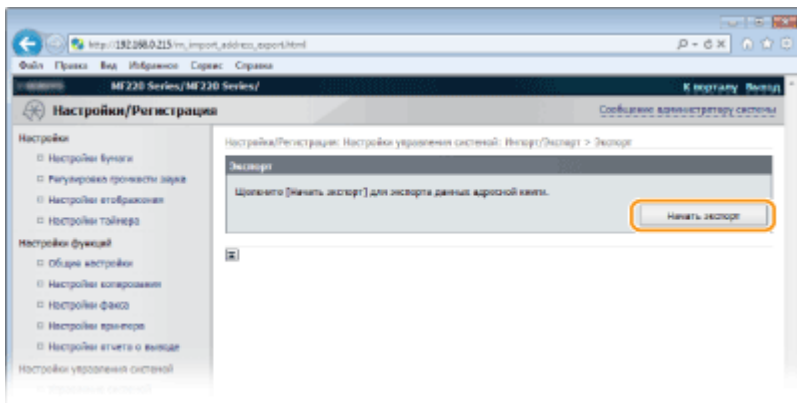 http://192.168.0.215/m_import_address_export.html
Файл Правка Вид Избранное Сервис Справка
MF220 Series/MF220 Series/
К порталу Выход
Настройки/Регистрация
Сообщение администратору системы
Настройки
Настройки бумаги
Регулировка громкости звука
Настройки отображения
Настройки таймера
Настройки функций
Общие настройки
Настройки копирования
Настройки факса
Настройки принтера
Настройки отчета о выводе
Настройки управления системой
Настройка/Регистрация: Настройки управления системой: Импорт/Экспорт > Экспорт
Экспорт
Щелкните [Начать экспорт] для экспорта данных адресной книги.
Начать экспорт